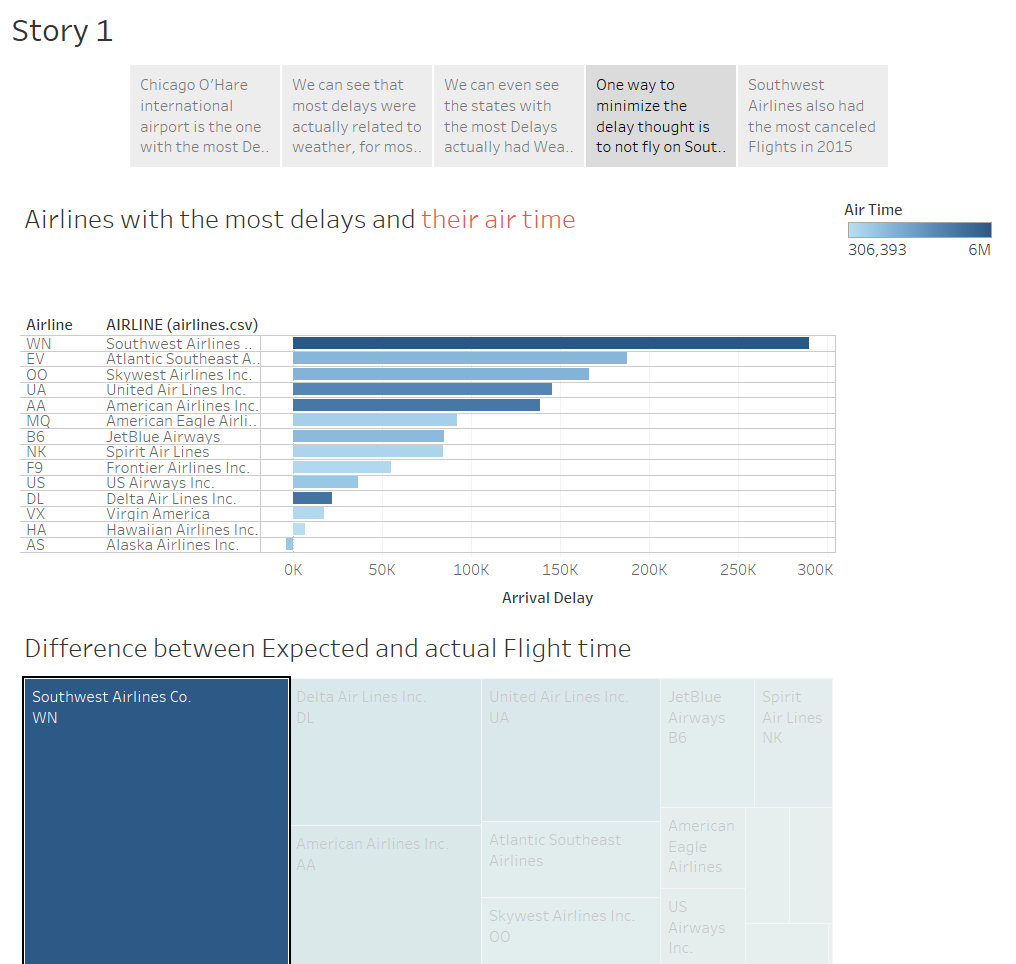 Story 1
Chicago O’Hare
international
airport is the one
with the most De..
We can see that
most delays were
actually related to
weather, for mos..
We can even see
the states with
the most Delays
actually had Wea..
One way to
minimize the
delay thought is
to not fly on Sout..
Southwest
Airlines also had
the most canceled
Flights in 2015
Airlines with the most delays and their air time
Air Time
306,393 6M
Airline AIRLINE (airlines.csv)
WN Southwest Airlines ..
EV Atlantic Southeast A..
OO Skywest Airlines Inc.
UA United Air Lines Inc.
AA American Airlines Inc.
MQ American Eagle Airli..
B6 JetBlue Airways
NK Spirit Air Lines
F9 Frontier Airlines Inc.
US US Airways Inc.
DL Delta Air Lines Inc.
VX Virgin America
HA Hawaiian Airlines Inc.
AS Alaska Airlines Inc.
0K 50K 100K 150K 200K 250K 300K
Arrival Delay
Difference between Expected and actual Flight time
Southwest Airlines Co.
WN
Delta Air Lines Inc.
DL
American Airlines Inc.
AA
United Air Lines Inc.
UA
Atlantic Southeast
Airlines
Skywest Airlines Inc.
OO
JetBlue
Airways
B6
Spirit
Air Lines
NK
American
Eagle
Airlines
US
Airways
Inc.